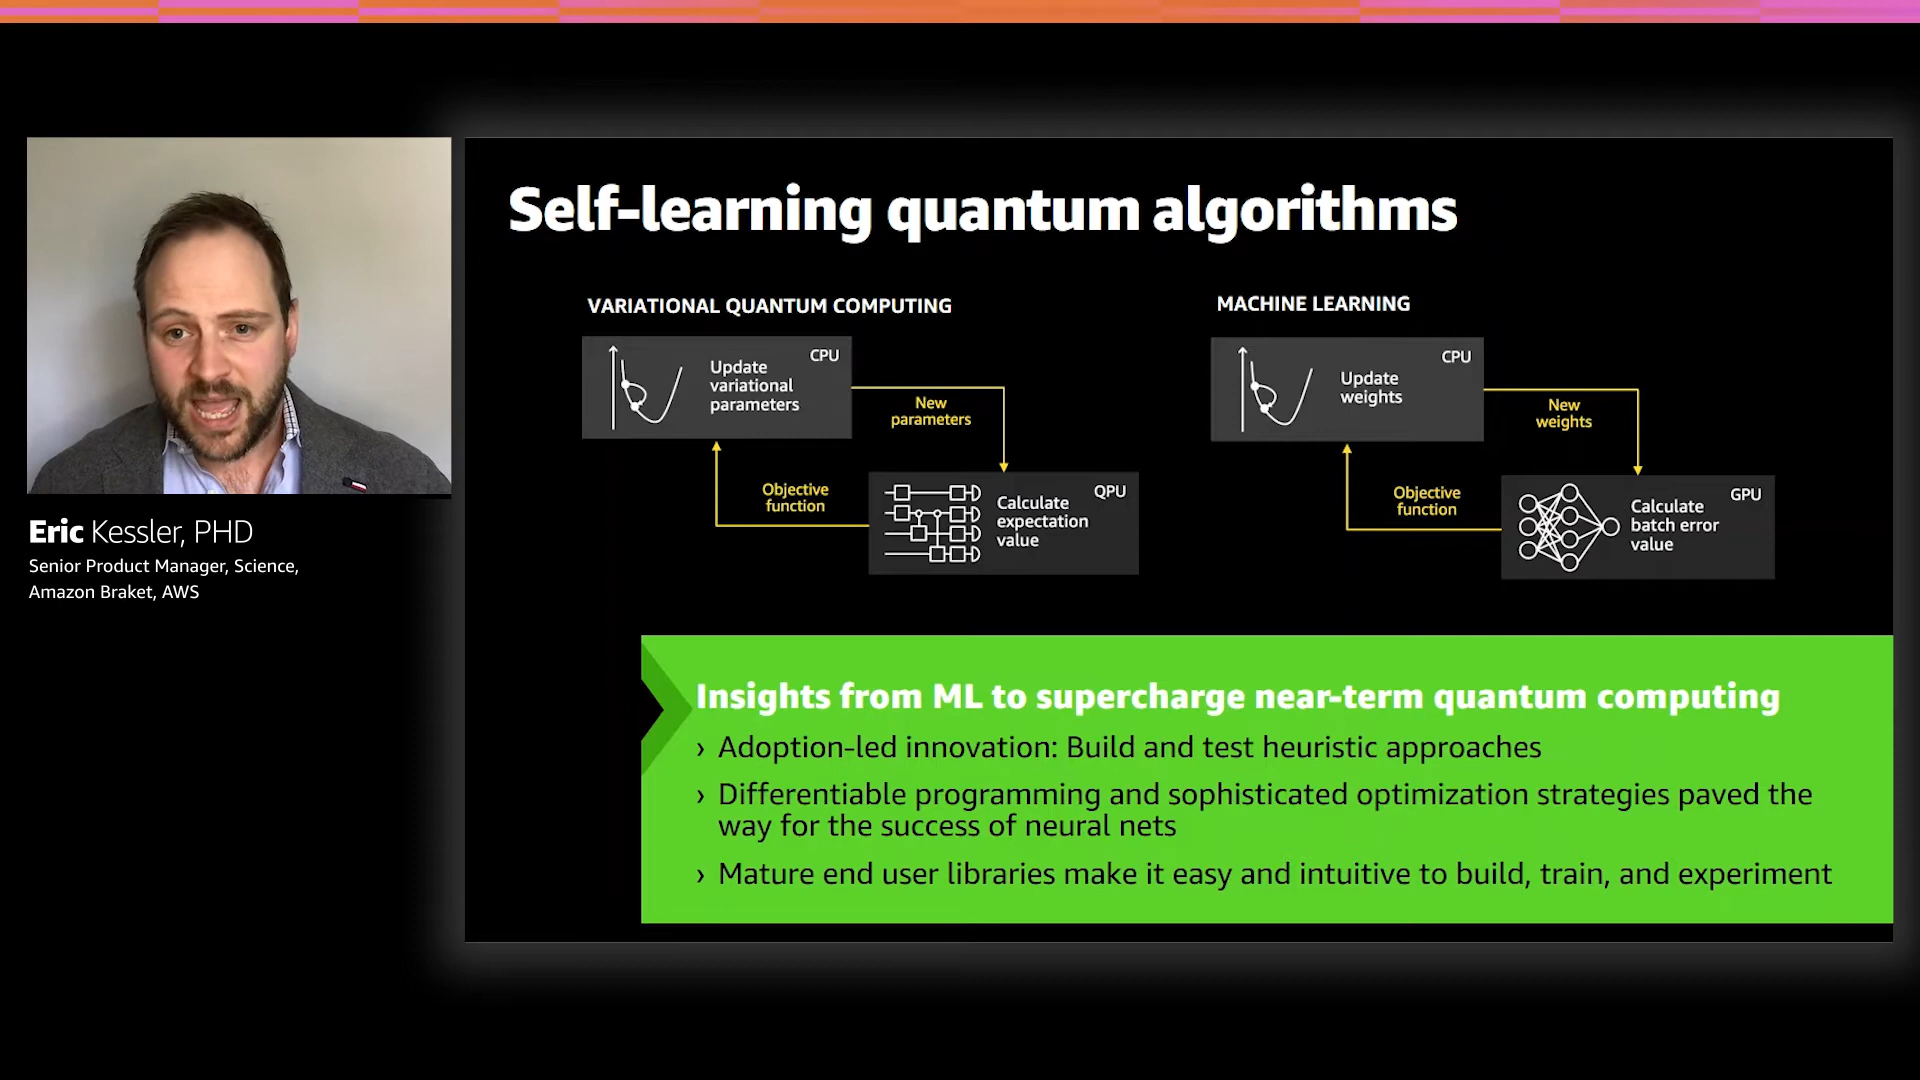 Self-learning quantum algorithms
VARIATIONAL QUANTUM COMPUTING
CPU
Update
variational
parameters
New
parameters
Objective
function
QPU
Calculate
expectation
value
MACHINE LEARNING
CPU
Update
weights
New
weights
Objective
function
GPU
Calculate
batch error
value
Eric Kessler, PHD
Senior Product Manager, Science,
Amazon Braket, AWS
Insights from ML to supercharge near-term quantum computing
› Adoption-led innovation: Build and test heuristic approaches
› Differentiable programming and sophisticated optimization strategies paved the
way for the success of neural nets
› Mature end user libraries make it easy and intuitive to build, train, and experiment